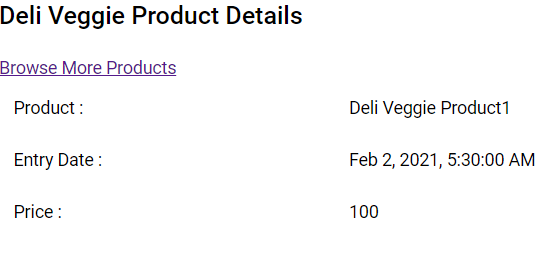 Deli Veggie Product Details
Browse More Products
Product : Deli Veggie Product1
Entry Date : Feb 2, 2021, 5:30:00 AM
Price : 100